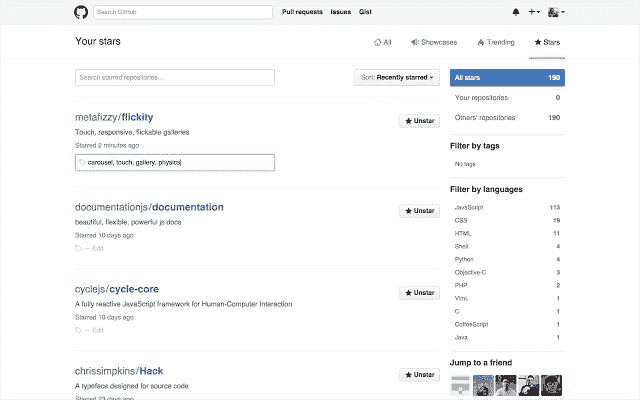 Search GitHub
Pull requests Issues Gist
Your stars
All Showcases Trending Stars
Search starred repositories...
Sort: Recently starred
metafizzy/flickity
Unstar
Touch, responsive, flickable galleries
Starred 2 minutes ago
carousel, touch, gallery, physics
documentationjs/documentation
Unstar
beautiful, flexible, powerful js docs
Starred 10 days ago
— Edit
cyclejs/cycle-core
Unstar
A fully reactive JavaScript framework for Human-Computer Interaction
Starred 10 days ago
— Edit
chrissimpkins/Hack
Unstar
A typeface designed for source code
Starred 23 days ago
All stars 190
Your repositories 0
Others' repositories 190
Filter by tags
No tags
Filter by languages
JavaScript 113
CSS 19
HTML 11
Shell 4
Python 4
Objective-C 3
PHP 2
VimL 1
C 1
CoffeeScript 1
Java 1
Jump to a friend